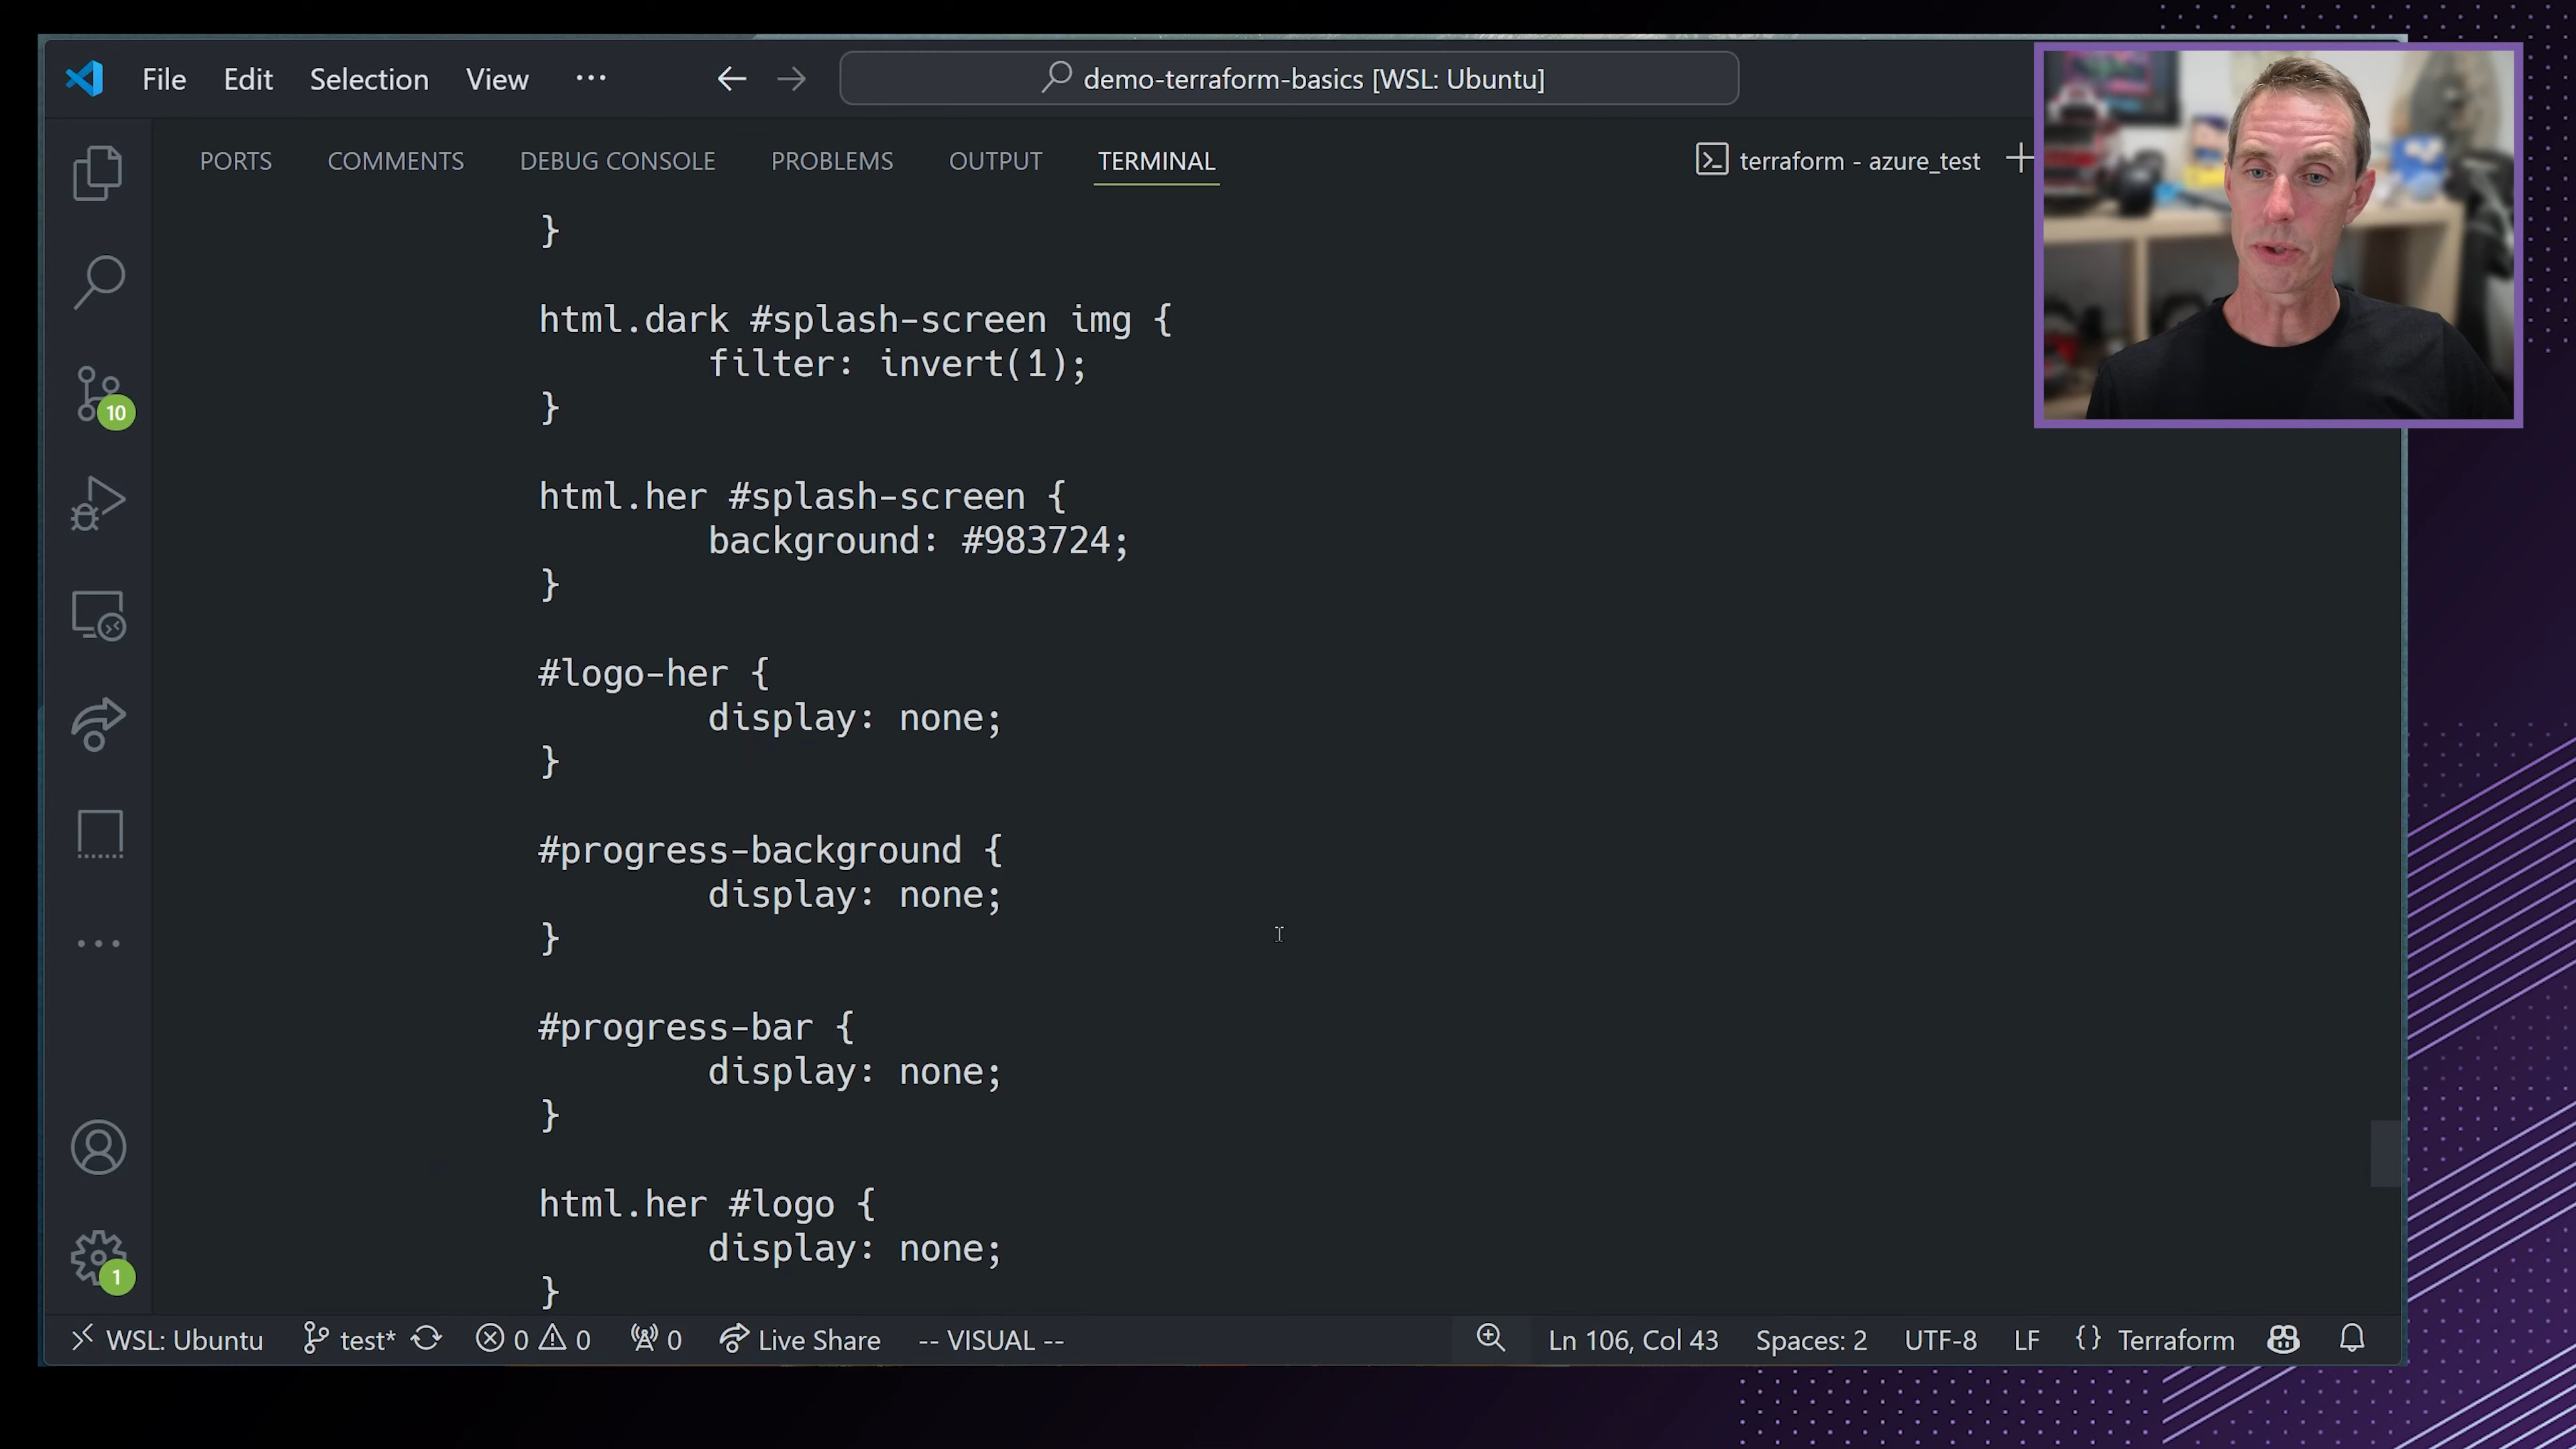 File Edit Selection View ...
demo-terraform-basics [WSL: Ubuntu]
PORTS COMMENTS DEBUG CONSOLE PROBLEMS OUTPUT TERMINAL
terraform - azure_test
}
html.dark #splash-screen img {
filter: invert(1);
}
html.her #splash-screen {
background: #983724;
}
#logo-her {
display: none;
}
#progress-background {
display: none;
}
#progress-bar {
display: none;
}
html.her #logo {
display: none;
}
10
1
WSL: Ubuntu test* 0 0 0 Live Share -- VISUAL -- Ln 106, Col 43 Spaces: 2 UTF-8 LF {} Terraform